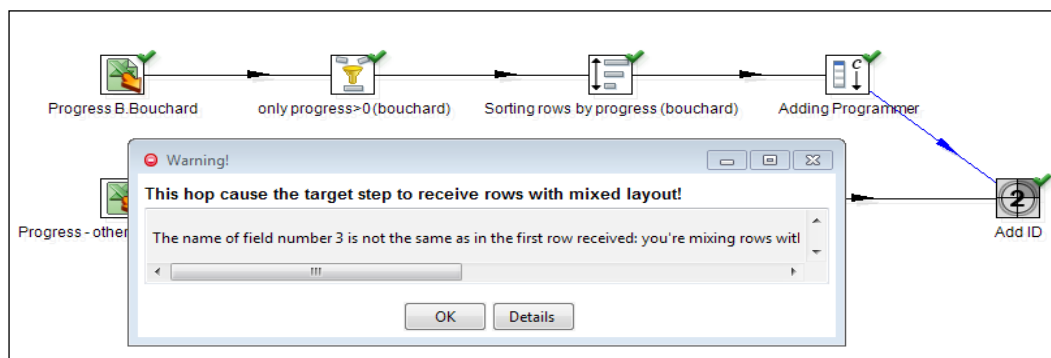 Progress B.Bouchard
only progress>0 (bouchard)
Sorting rows by progress (bouchard)
C
Adding Programmer
Warning!
This hop cause the target step to receive rows with mixed layout!
The name of field number 3 is not the same as in the first row received: you're mixing rows
OK
Details
Progress - other
2
Add ID